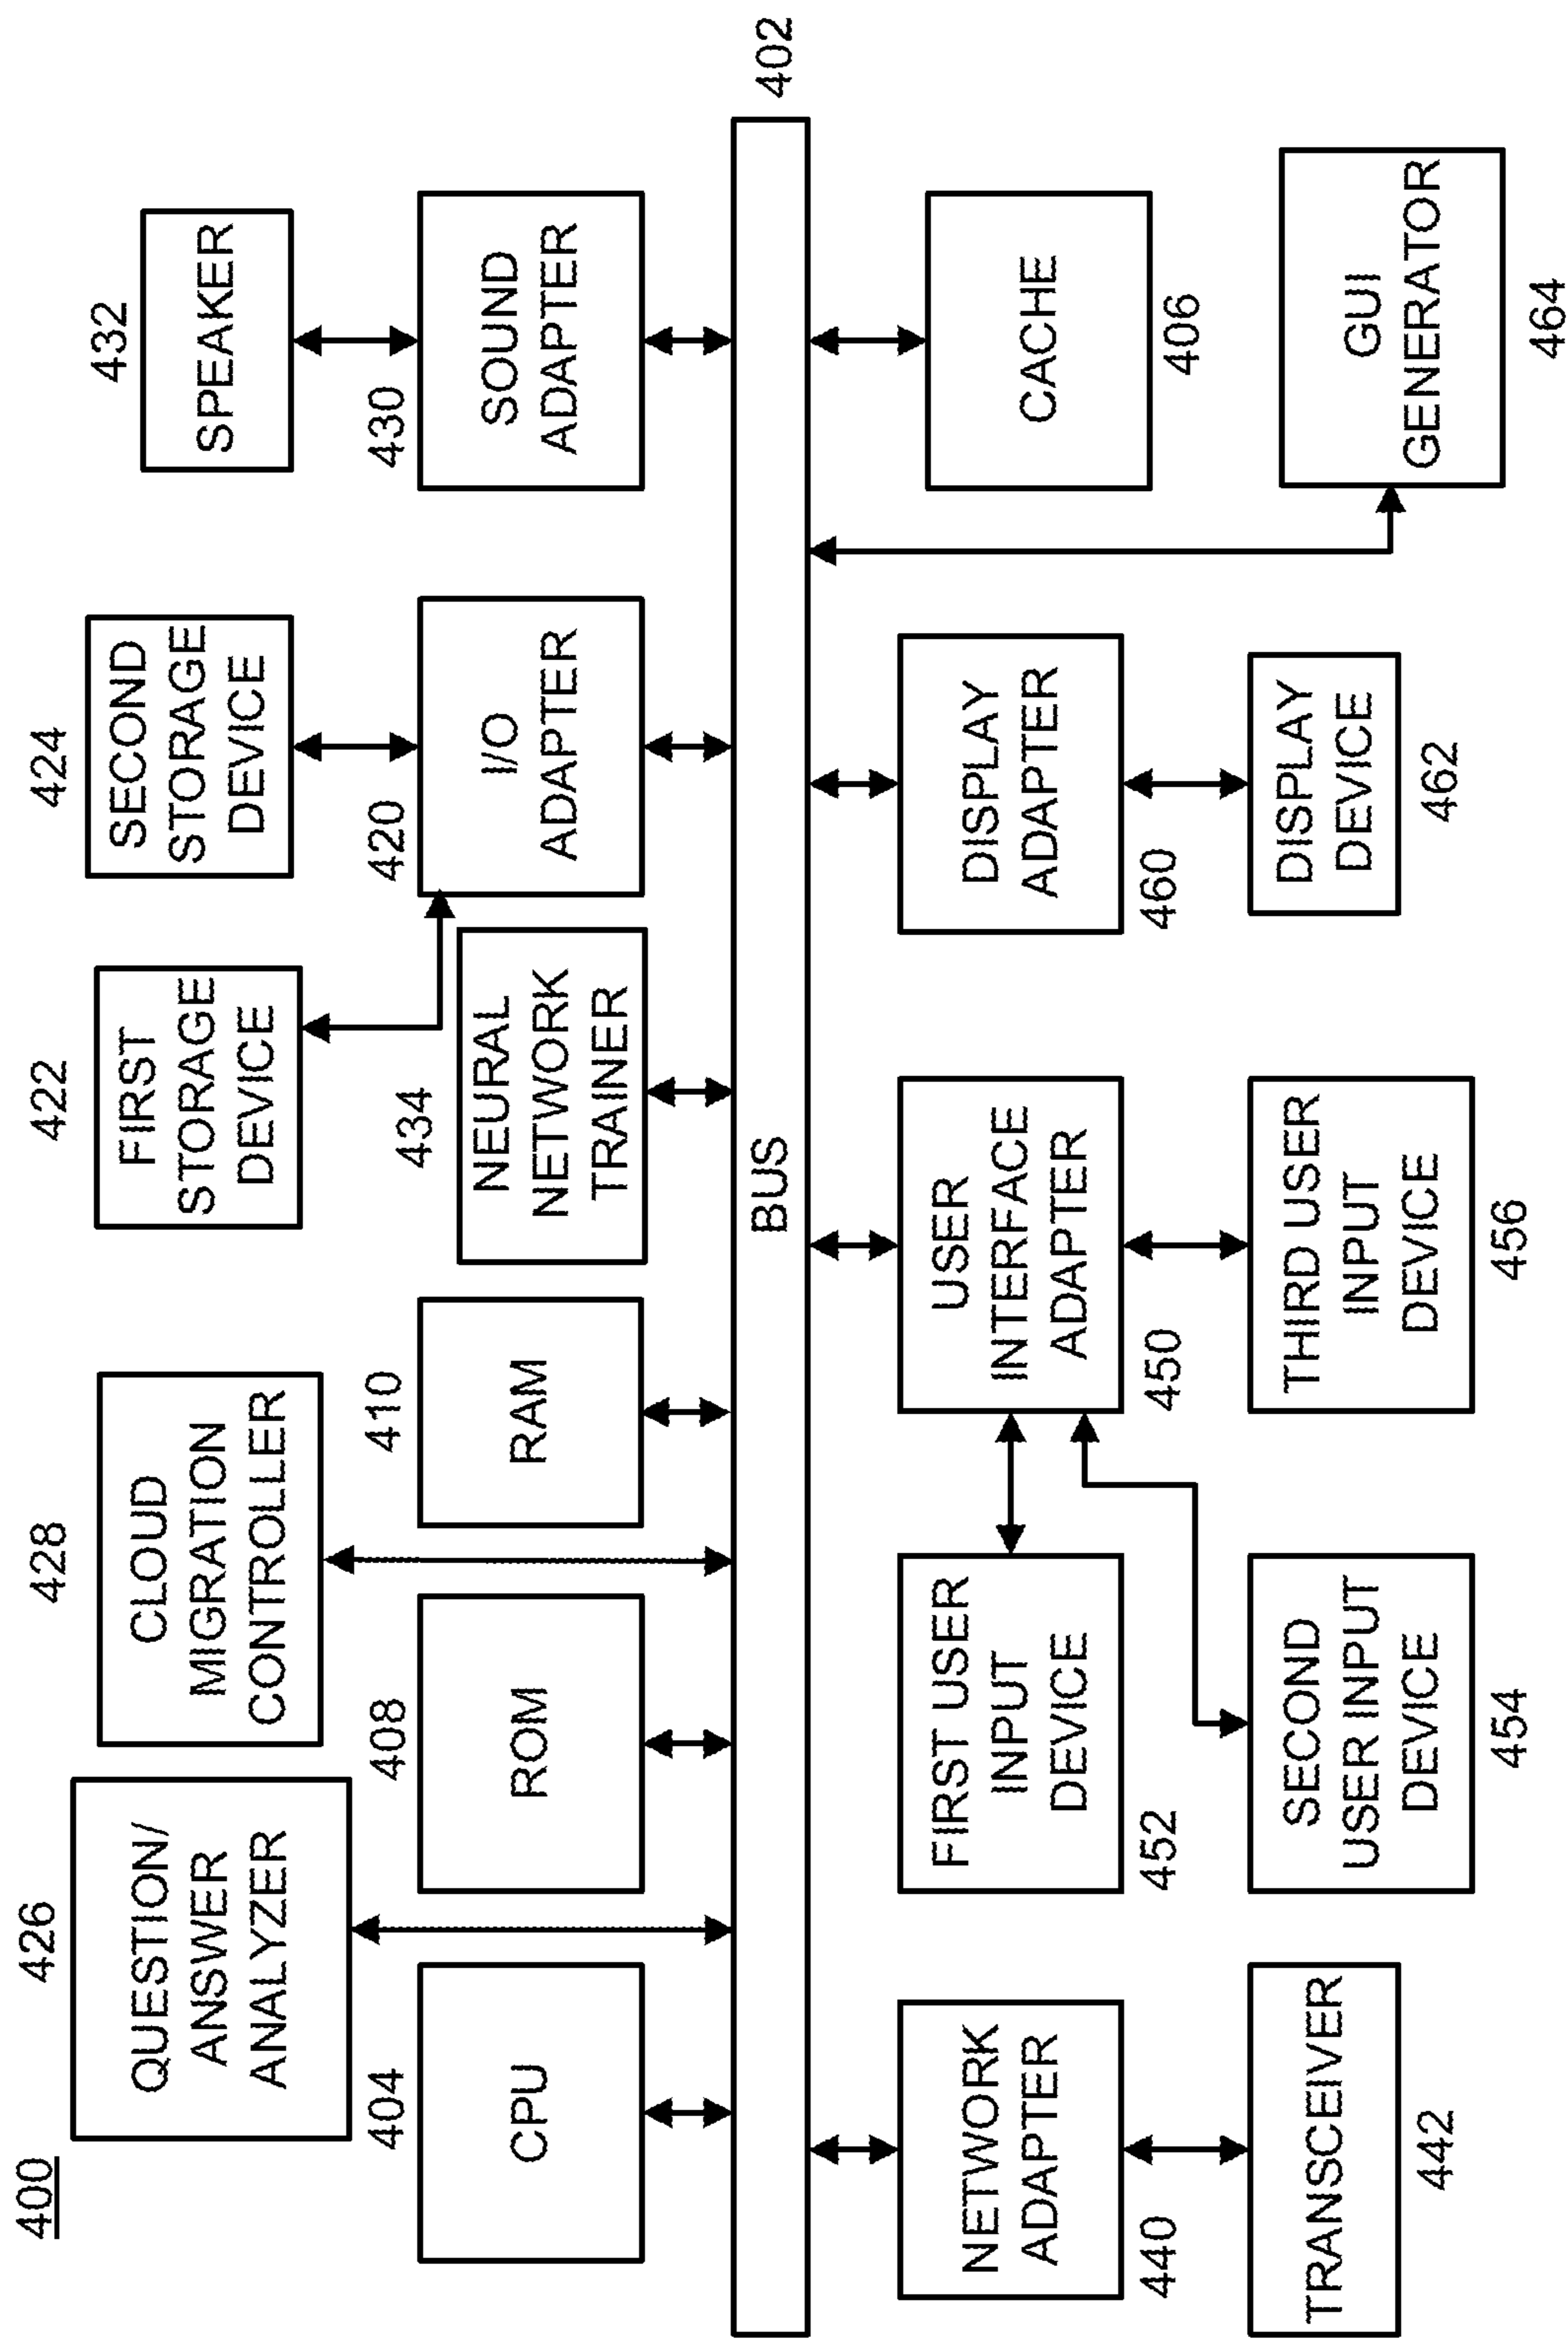 400
426
QUESTION/
ANSWER
ANALYZER
428
CLOUD
MIGRATION
CONTROLLER
422
FIRST
STORAGE
DEVICE
424
SECOND
STORAGE
DEVICE
432
SPEAKER
404
CPU
408
ROM
410
RAM
434
NEURAL
NETWORK
TRAINER
420
I/O
ADAPTER
430
SOUND
ADAPTER
BUS
402
NETWORK
ADAPTER
440
FIRST USER
INPUT
DEVICE
452
USER
INTERFACE
ADAPTER
450
DISPLAY
ADAPTER
460
CACHE
406
TRANSCEIVER
442
SECOND
USER INPUT
DEVICE
454
THIRD USER
INPUT
DEVICE
456
DISPLAY
DEVICE
462
GUI
GENERATOR
464